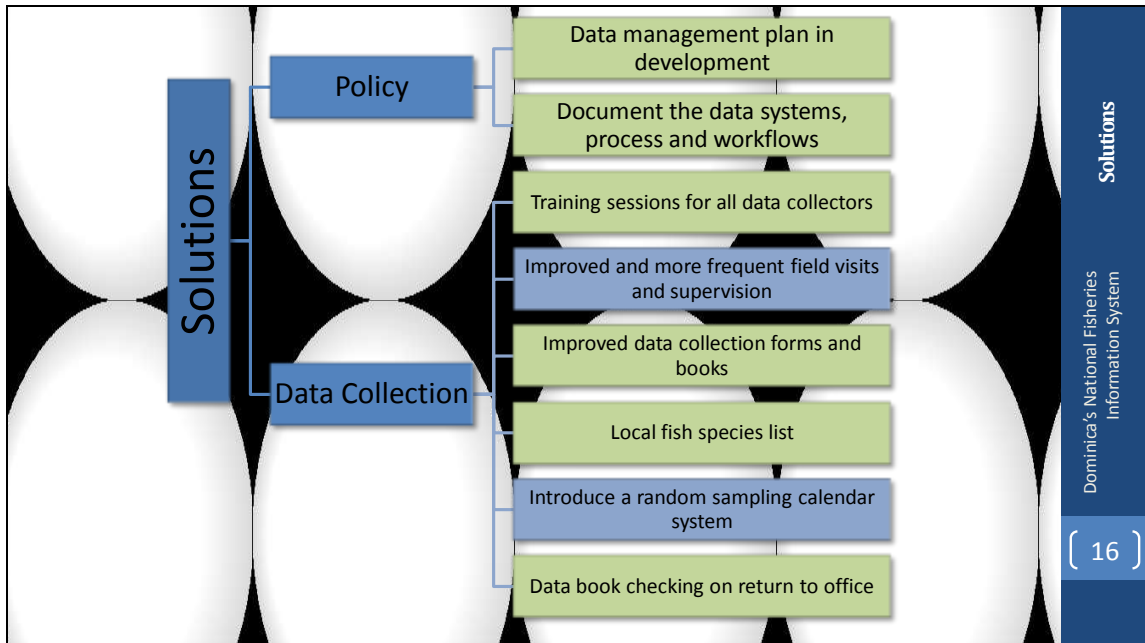 Solutions
Policy
Data management plan in
development
Document the data systems,
process and workflows
Data Collection
Training sessions for all data collectors
Improved and more frequent field visits
and supervision
Improved data collection forms and
books
Local fish species list
Introduce a random sampling calendar
system
Data book checking on return to office
Solutions
Dominica's National Fisheries
Information System
16